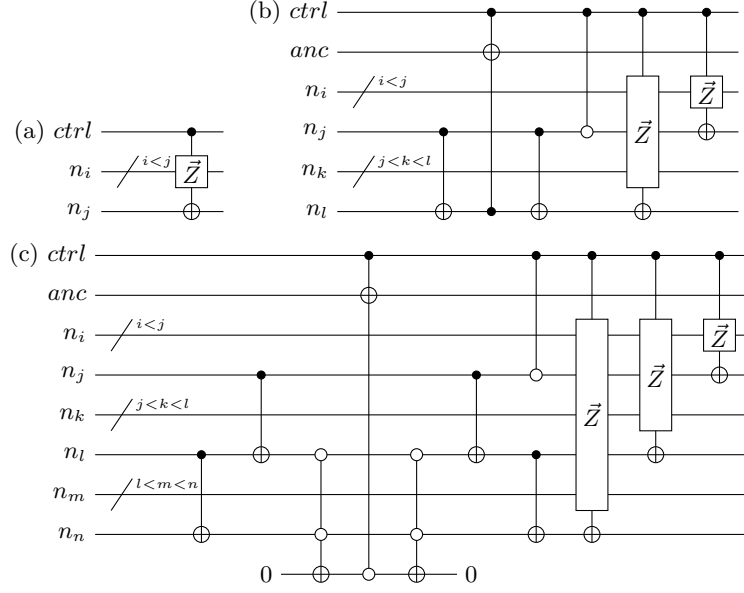 (b) ctrl
anc
n_i i<j
(a) ctrl n_j
n_i i<j Z⃗ n_k j<k<l Z⃗ Z⃗
n_j n_l
(c) ctrl
anc
n_i i<j
n_j
n_k j<k<l
n_l
n_m l<m<n
n_n
Z⃗ Z⃗ Z⃗
0 0